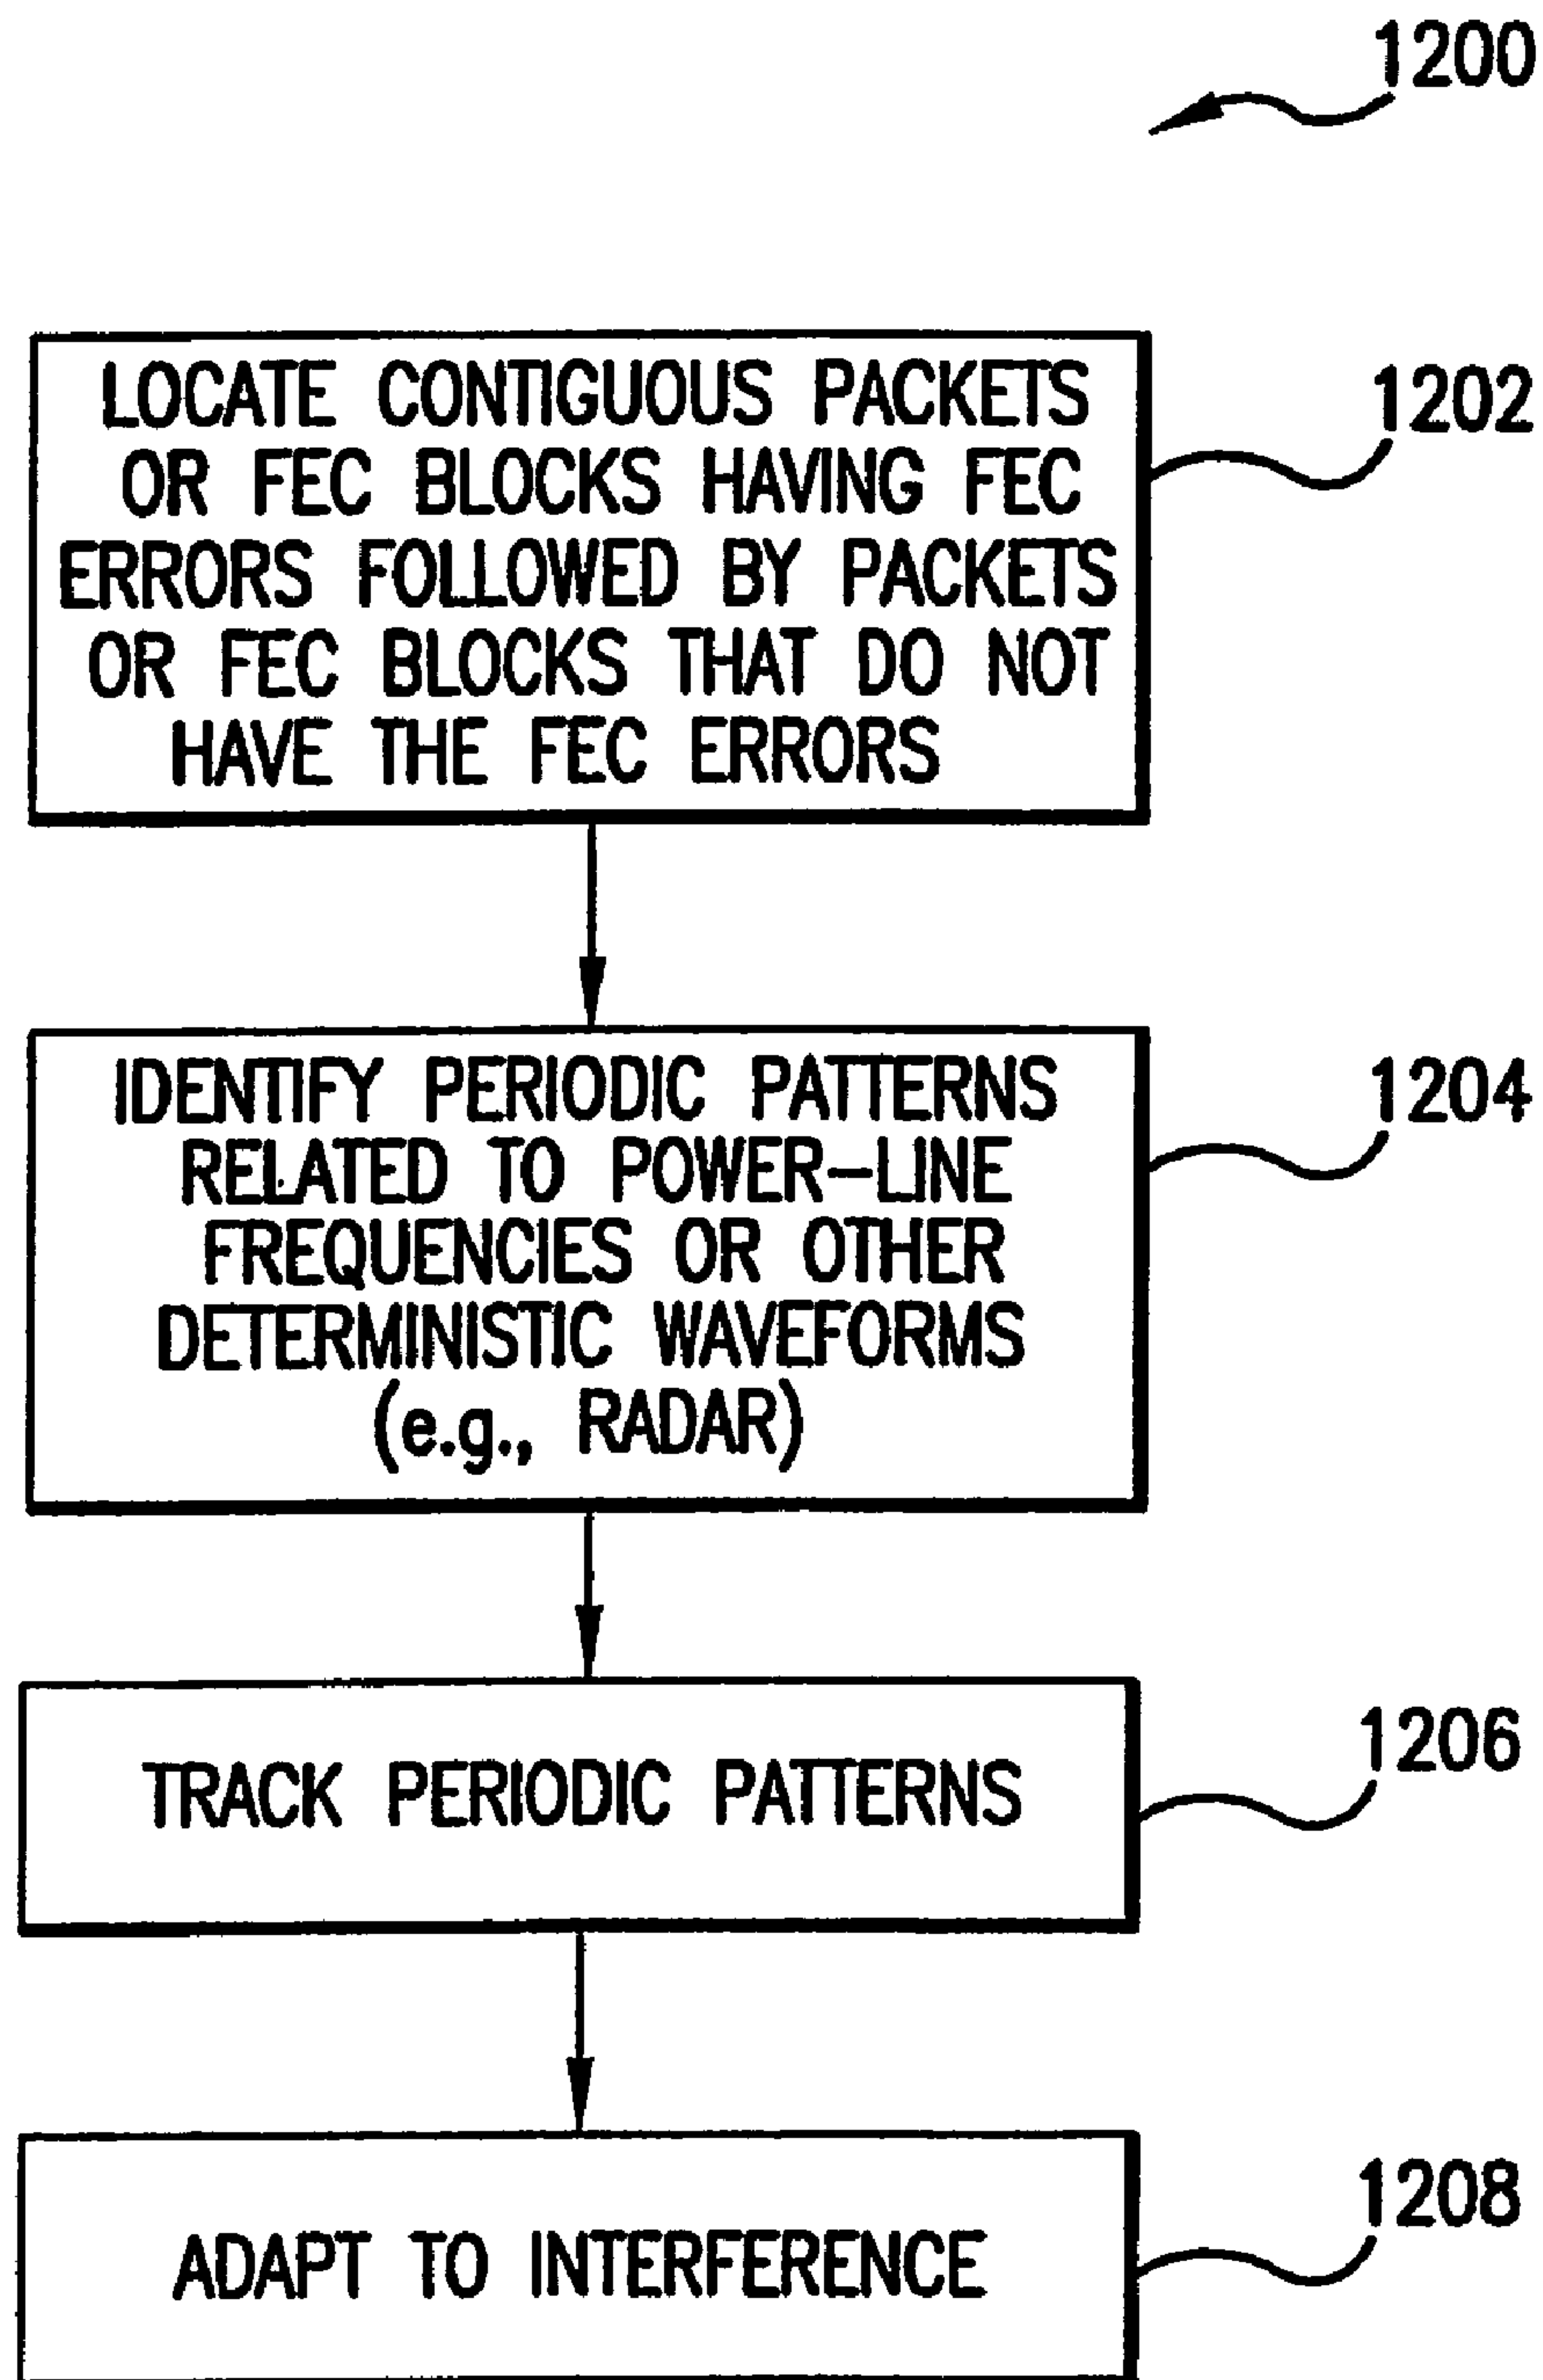 1200
LOCATE CONTIGUOUS PACKETS
OR FEC BLOCKS HAVING FEC
ERRORS FOLLOWED BY PACKETS
OR FEC BLOCKS THAT DO NOT
HAVE THE FEC ERRORS
1202
IDENTIFY PERIODIC PATTERNS
RELATED TO POWER-LINE
FREQUENCIES OR OTHER
DETERMINISTIC WAVEFORMS
(e.g., RADAR)
1204
TRACK PERIODIC PATTERNS
1206
ADAPT TO INTERFERENCE
1208